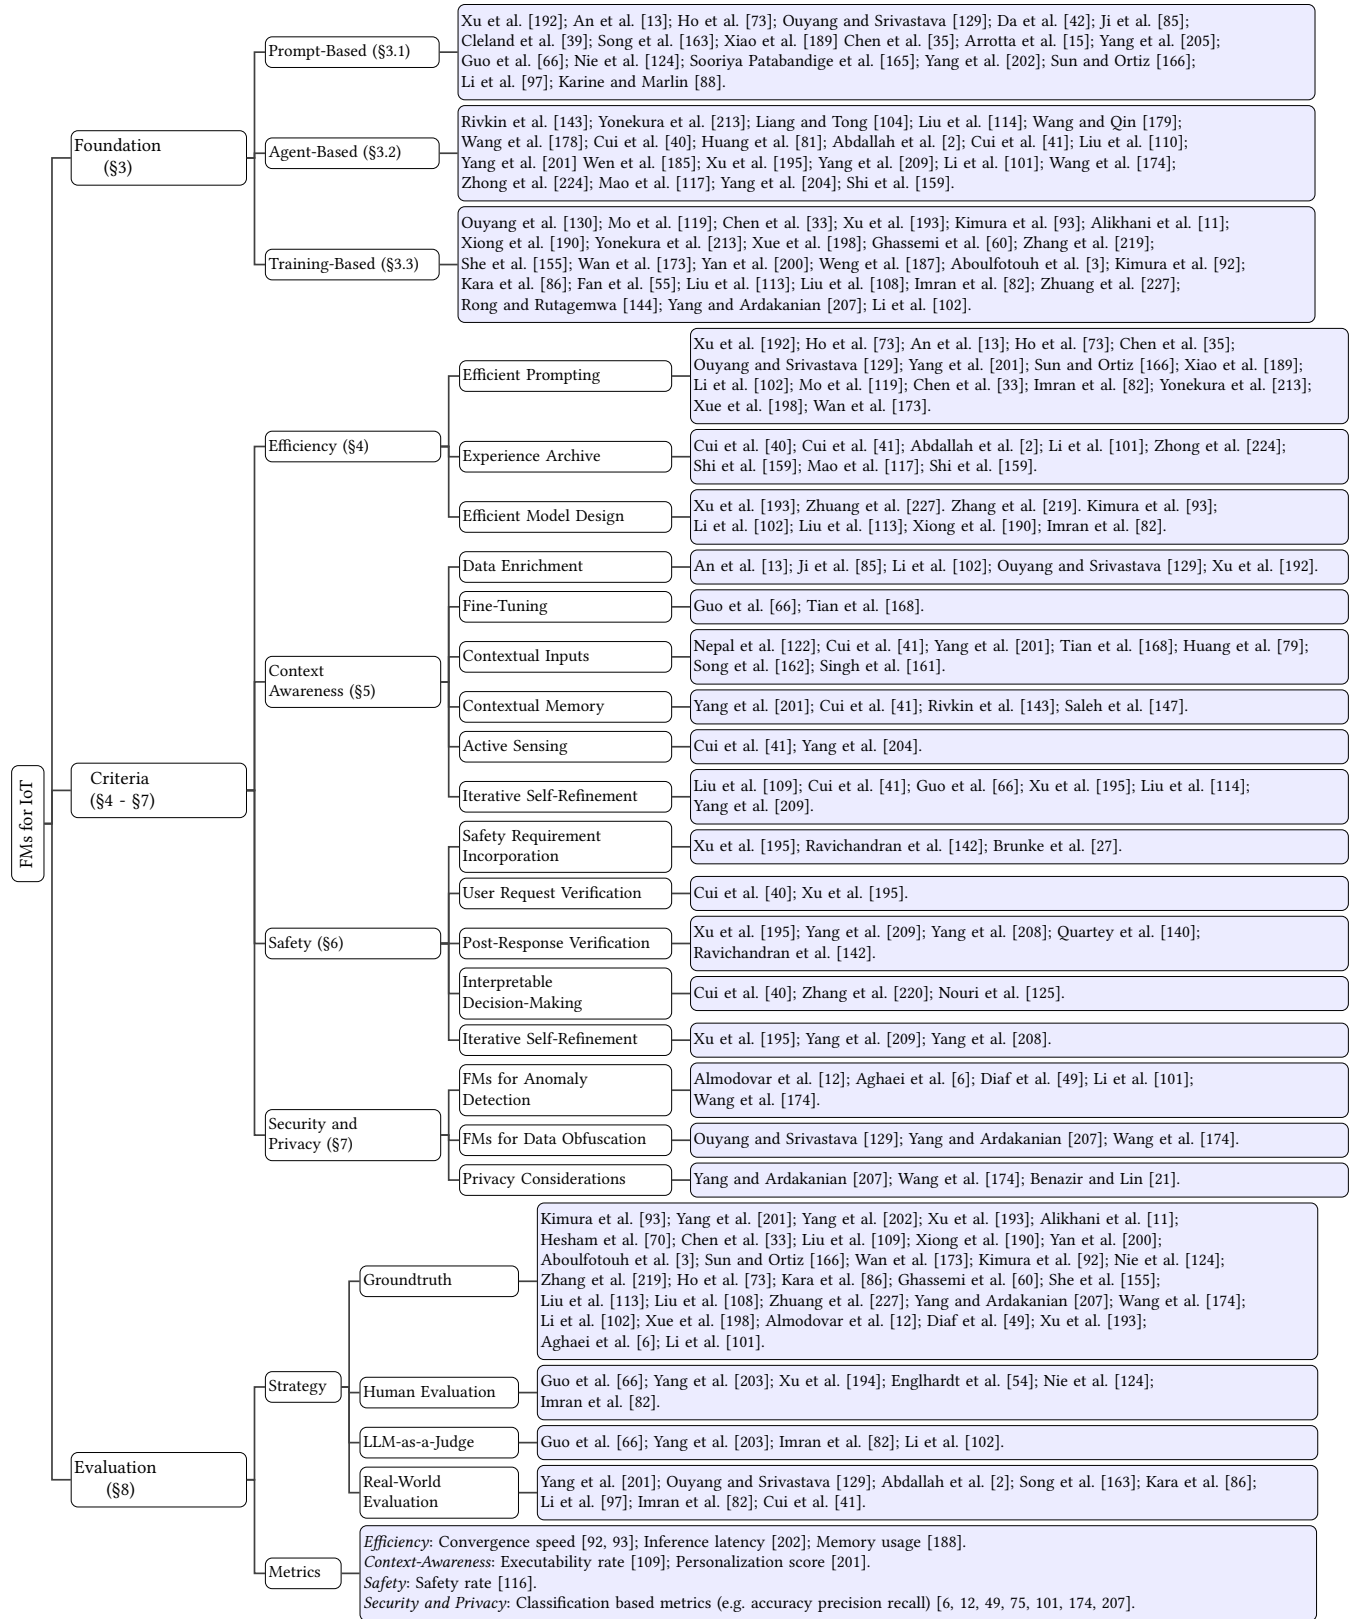 FMs for IoT
Foundation
(§3)
Prompt-Based (§3.1)
Xu et al. [192]; An et al. [13]; Ho et al. [73]; Ouyang and Srivastava [129]; Da et al. [42]; Ji et al. [85];
Cleland et al. [39]; Song et al. [163]; Xiao et al. [189] Chen et al. [35]; Arrotta et al. [15]; Yang et al. [205];
Guo et al. [66]; Nie et al. [124]; Sooriya Patabandige et al. [165]; Yang et al. [202]; Sun and Ortiz [166];
Li et al. [97]; Karine and Marlin [88].
Agent-Based (§3.2)
Rivkin et al. [143]; Yonekura et al. [213]; Liang and Tong [104]; Liu et al. [114]; Wang and Qin [179];
Wang et al. [178]; Cui et al. [40]; Huang et al. [81]; Abdallah et al. [2]; Cui et al. [41]; Liu et al. [110];
Yang et al. [201] Wen et al. [185]; Xu et al. [195]; Yang et al. [209]; Li et al. [101]; Wang et al. [174];
Zhong et al. [224]; Mao et al. [117]; Yang et al. [204]; Shi et al. [159].
Training-Based (§3.3)
Ouyang et al. [130]; Mo et al. [119]; Chen et al. [33]; Xu et al. [193]; Kimura et al. [93]; Alikhani et al. [11];
Xiong et al. [190]; Yonekura et al. [213]; Xue et al. [198]; Ghassemi et al. [60]; Zhang et al. [219];
She et al. [155]; Wan et al. [173]; Yan et al. [200]; Weng et al. [187]; Aboulfotouh et al. [3]; Kimura et al. [92];
Kara et al. [86]; Fan et al. [55]; Liu et al. [113]; Liu et al. [108]; Imran et al. [82]; Zhuang et al. [227];
Rong and Rutagemwa [144]; Yang and Ardakanian [207]; Li et al. [102].
Criteria
(§4 - §7)
Efficiency (§4)
Efficient Prompting
Xu et al. [192]; Ho et al. [73]; An et al. [13]; Ho et al. [73]; Chen et al. [35];
Ouyang and Srivastava [129]; Yang et al. [201]; Sun and Ortiz [166]; Xiao et al. [189];
Li et al. [102]; Mo et al. [119]; Chen et al. [33]; Imran et al. [82]; Yonekura et al. [213];
Xue et al. [198]; Wan et al. [173].
Experience Archive
Cui et al. [40]; Cui et al. [41]; Abdallah et al. [2]; Li et al. [101]; Zhong et al. [224];
Shi et al. [159]; Mao et al. [117]; Shi et al. [159].
Efficient Model Design
Xu et al. [193]; Zhuang et al. [227]. Zhang et al. [219]. Kimura et al. [93];
Li et al. [102]; Liu et al. [113]; Xiong et al. [190]; Imran et al. [82].
Context
Awareness (§5)
Data Enrichment
An et al. [13]; Ji et al. [85]; Li et al. [102]; Ouyang and Srivastava [129]; Xu et al. [192].
Fine-Tuning
Guo et al. [66]; Tian et al. [168].
Contextual Inputs
Nepal et al. [122]; Cui et al. [41]; Yang et al. [201]; Tian et al. [168]; Huang et al. [79];
Song et al. [162]; Singh et al. [161].
Contextual Memory
Yang et al. [201]; Cui et al. [41]; Rivkin et al. [143]; Saleh et al. [147].
Active Sensing
Cui et al. [41]; Yang et al. [204].
Iterative Self-Refinement
Liu et al. [109]; Cui et al. [41]; Guo et al. [66]; Xu et al. [195]; Liu et al. [114];
Yang et al. [209].
Safety (§6)
Safety Requirement
Incorporation
Xu et al. [195]; Ravichandran et al. [142]; Brunke et al. [27].
User Request Verification
Cui et al. [40]; Xu et al. [195].
Post-Response Verification
Xu et al. [195]; Yang et al. [209]; Yang et al. [208]; Quartey et al. [140];
Ravichandran et al. [142].
Interpretable
Decision-Making
Cui et al. [40]; Zhang et al. [220]; Nouri et al. [125].
Iterative Self-Refinement
Xu et al. [195]; Yang et al. [209]; Yang et al. [208].
Security and
Privacy (§7)
FMs for Anomaly
Detection
Almodovar et al. [12]; Aghaei et al. [6]; Diaf et al. [49]; Li et al. [101];
Wang et al. [174].
FMs for Data Obfuscation
Ouyang and Srivastava [129]; Yang and Ardakanian [207]; Wang et al. [174].
Privacy Considerations
Yang and Ardakanian [207]; Wang et al. [174]; Benazir and Lin [21].
Evaluation
(§8)
Strategy
Groundtruth
Kimura et al. [93]; Yang et al. [201]; Yang et al. [202]; Xu et al. [193]; Alikhani et al. [11];
Hesham et al. [70]; Chen et al. [33]; Liu et al. [109]; Xiong et al. [190]; Yan et al. [200];
Aboulfotouh et al. [3]; Sun and Ortiz [166]; Wan et al. [173]; Kimura et al. [92]; Nie et al. [124];
Zhang et al. [219]; Ho et al. [73]; Kara et al. [86]; Ghassemi et al. [60]; She et al. [155];
Liu et al. [113]; Liu et al. [108]; Zhuang et al. [227]; Yang and Ardakanian [207]; Wang et al. [174];
Li et al. [102]; Xue et al. [198]; Almodovar et al. [12]; Diaf et al. [49]; Xu et al. [193];
Aghaei et al. [6]; Li et al. [101].
Human Evaluation
Guo et al. [66]; Yang et al. [203]; Xu et al. [194]; Englhardt et al. [54]; Nie et al. [124];
Imran et al. [82].
LLM-as-a-Judge
Guo et al. [66]; Yang et al. [203]; Imran et al. [82]; Li et al. [102].
Real-World
Evaluation
Yang et al. [201]; Ouyang and Srivastava [129]; Abdallah et al. [2]; Song et al. [163]; Kara et al. [86];
Li et al. [97]; Imran et al. [82]; Cui et al. [41].
Metrics
Efficiency: Convergence speed [92, 93]; Inference latency [202]; Memory usage [188].
Context-Awareness: Executability rate [109]; Personalization score [201].
Safety: Safety rate [116].
Security and Privacy: Classification based metrics (e.g. accuracy precision recall) [6, 12, 49, 75, 101, 174, 207].